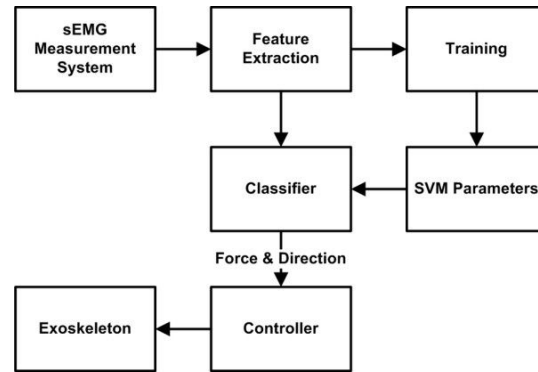 sEMG
Measurement
System
Feature
Extraction
Training
Classifier
SVM Parameters
Force & Direction
Exoskeleton
Controller